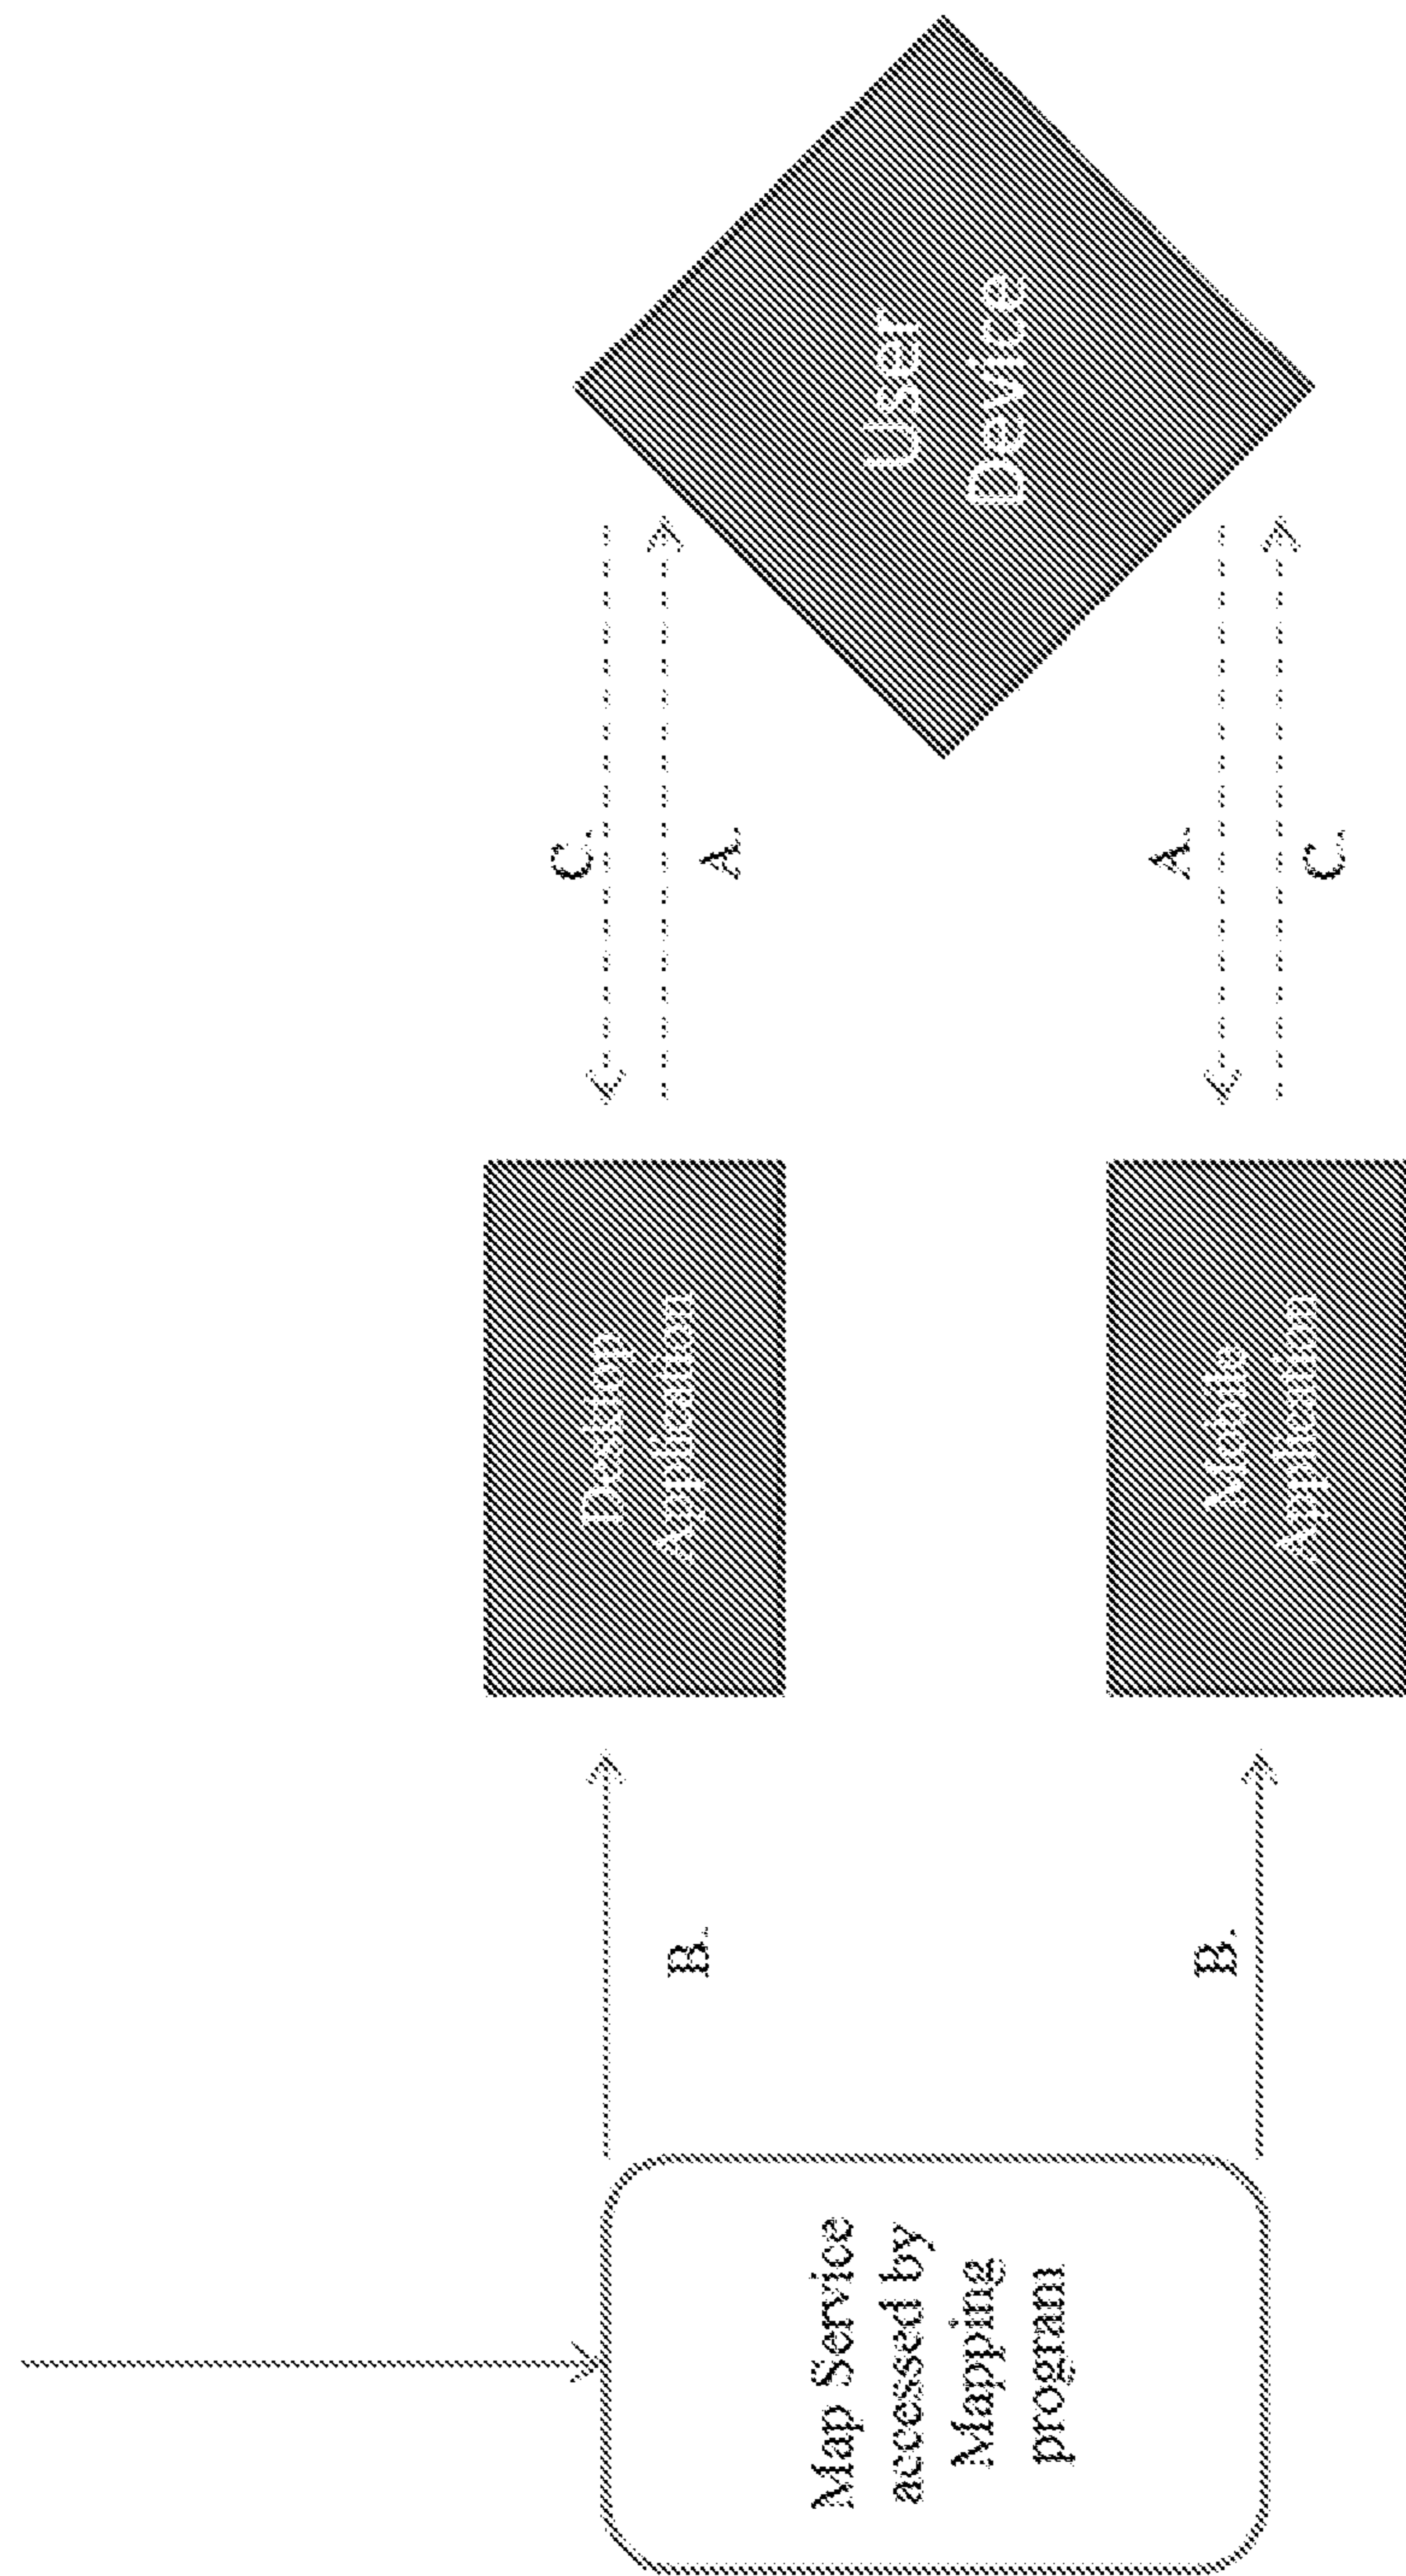 Map Service
accessed by
Mapping
program
B.
B.
Desktop
Application
Mobile
Application
C.
A.
A.
C.
User
Device